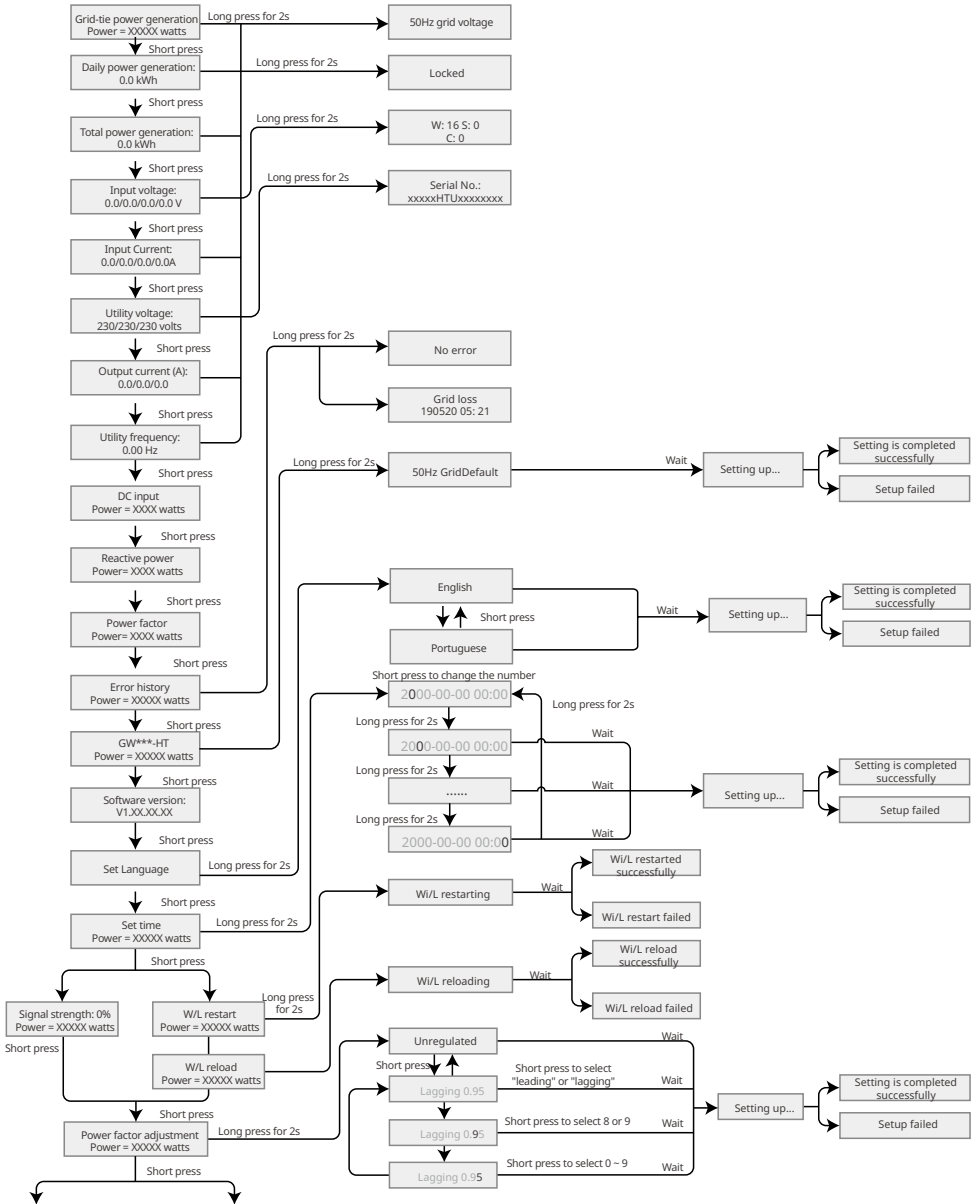 Grid-tie power generation
Power = XXXXX watts
Long press for 2s
50Hz grid voltage
Short press
Daily power generation:
0.0 kWh
Long press for 2s
Locked
Short press
Total power generation:
0.0 kWh
Long press for 2s
W: 16 S: 0
C: 0
Short press
Input voltage:
0.0/0.0/0.0/0.0 V
Long press for 2s
Serial No.:
xxxxxHTUxxxxxxxx
Short press
Input Current:
0.0/0.0/0.0/0.0A
Short press
Utility voltage:
230/230/230 volts
Long press for 2s
No error
Short press
Output current (A):
0.0/0.0/0.0
Grid loss
190520 05: 21
Short press
Utility frequency:
0.00 Hz
Long press for 2s
50Hz GridDefault
Wait
Setting up...
Setting is completed
successfully
Setup failed
Short press
DC input
Power = XXXX watts
Short press
Reactive power
Power= XXXX watts
Short press
Power factor
Power= XXXX watts
English
Short press
Portuguese
Wait
Setting up...
Setting is completed
successfully
Setup failed
Short press
Error history
Power = XXXXX watts
Short press to change the number
2000-00-00 00:00
Long press for 2s
Short press
GW***-HT
Power = XXXXX watts
Long press for 2s
2000-00-00 00:00
Wait
Short press
Software version:
V1.XX.XX.XX
Long press for 2s
......
Wait
Setting up...
Setting is completed
successfully
Setup failed
Long press for 2s
2000-00-00 00:00
Wait
Short press
Set Language
Long press for 2s
Wi/L restarting
Wait
Wi/L restarted
successfully
Wi/L restart failed
Short press
Set time
Power = XXXXX watts
Long press for 2s
Short press
Wi/L reloading
Wait
Wi/L reload
successfully
Wi/L reload failed
Signal strength: 0%
Power = XXXXX watts
W/L restart
Power = XXXXX watts
Long press
for 2s
Short press
W/L reload
Power = XXXXX watts
Unregulated
Wait
Short press
Short press to select
"leading" or "lagging"
Lagging 0.95
Wait
Setting up...
Setting is completed
successfully
Setup failed
Short press
Power factor adjustment
Power = XXXXX watts
Long press for 2s
Lagging 0.95
Short press to select 8 or 9
Wait
Lagging 0.95
Short press to select 0 ~ 9
Wait
Short press